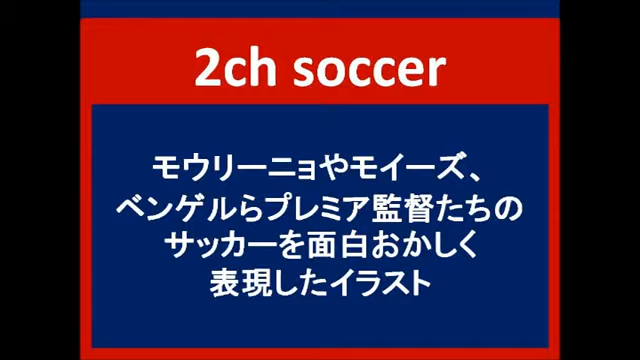 2ch soccer
モウリーニョやモイーズ、
ベンゲルらプレミア監督たちの
サッカーを面白おかしく
表現したイラスト